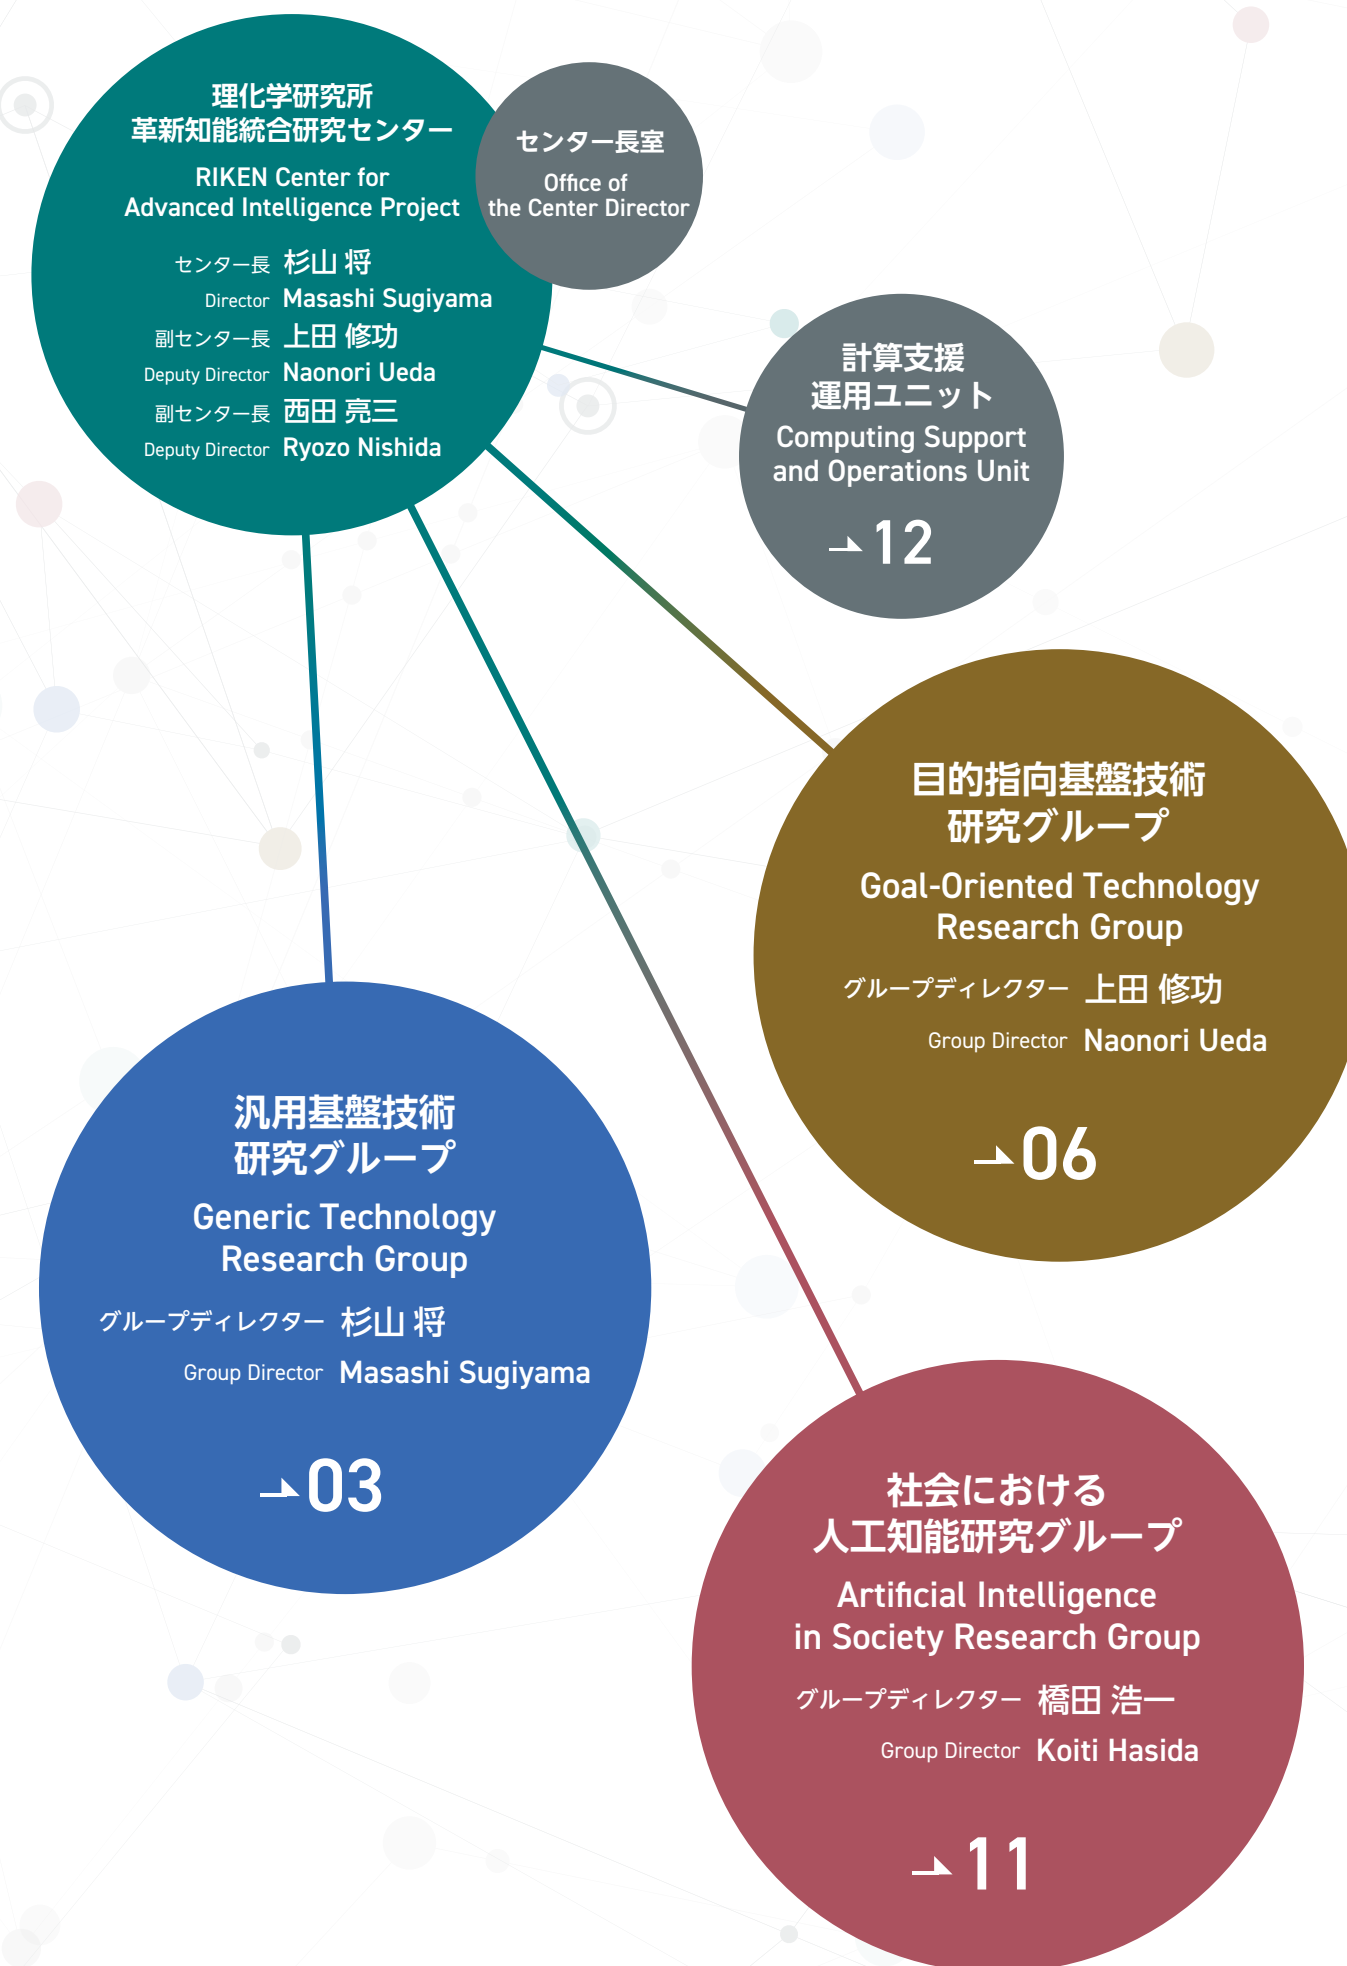 理化学研究所
革新知能統合研究センター
RIKEN Center for
Advanced Intelligence Project
センター長 杉山 将
Director Masashi Sugiyama
副センター長 上田 修功
Deputy Director Naonori Ueda
副センター長 西田 亮三
Deputy Director Ryozo Nishida
センター長室
Office of
the Center Director
計算支援
運用ユニット
Computing Support
and Operations Unit
12
目的指向基盤技術
研究グループ
Goal-Oriented Technology
Research Group
グループディレクター 上田 修功
Group Director Naonori Ueda
06
汎用基盤技術
研究グループ
Generic Technology
Research Group
グループディレクター 杉山 将
Group Director Masashi Sugiyama
03
社会における
人工知能研究グループ
Artificial Intelligence
in Society Research Group
グループディレクター 橋田 浩一
Group Director Koiti Hasida
11